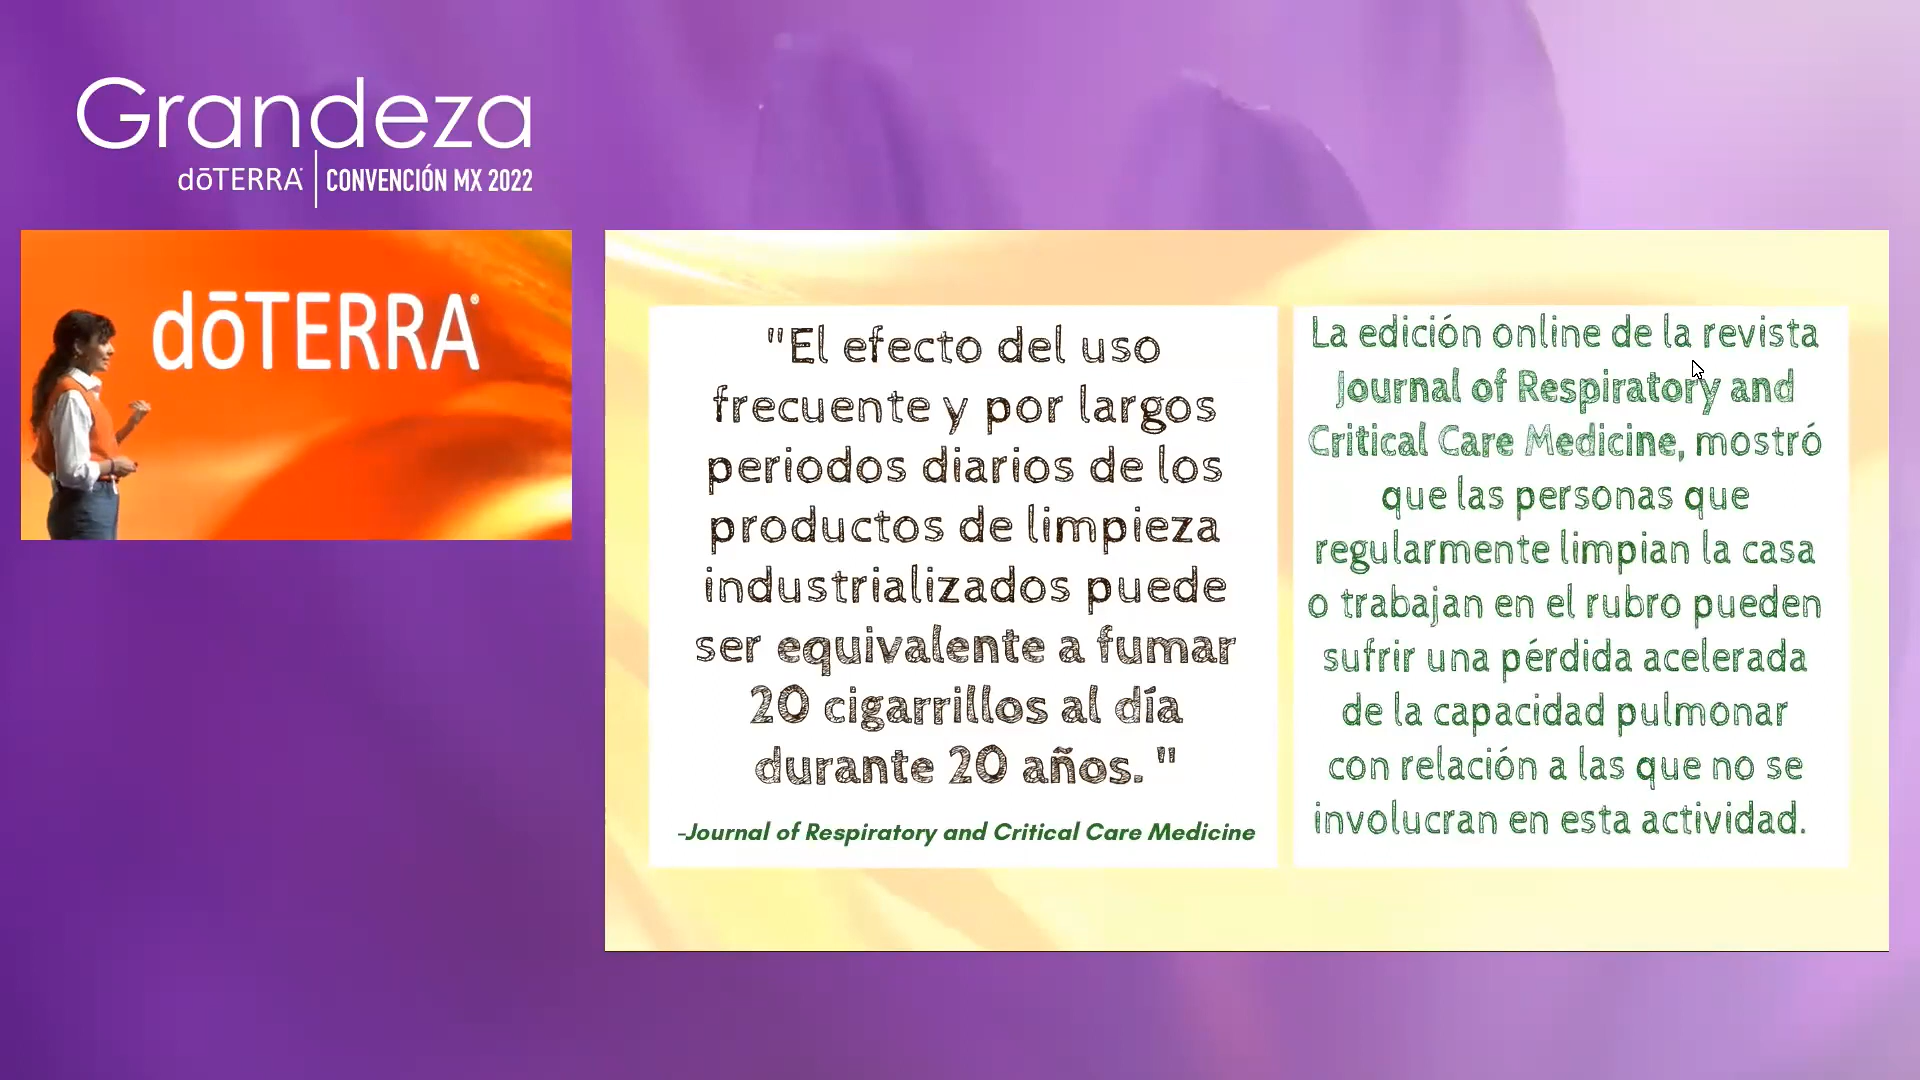 Grandeza
dōTERRA | CONVENCIÓN MX 2022
dōTERRA
"El efecto del uso
frecuente y por largos
periodos diarios de los
productos de limpieza
industrializados puede
ser equivalente a fumar
20 cigarrillos al día
durante 20 años. "
-Journal of Respiratory and Critical Care Medicine
La edición online de la revista
Journal of Respiratory and
Critical Care Medicine, mostró
que las personas que
regularmente limpian la casa
o trabajan en el rubro pueden
sufrir una pérdida acelerada
de la capacidad pulmonar
con relación a las que no se
involucran en esta actividad.